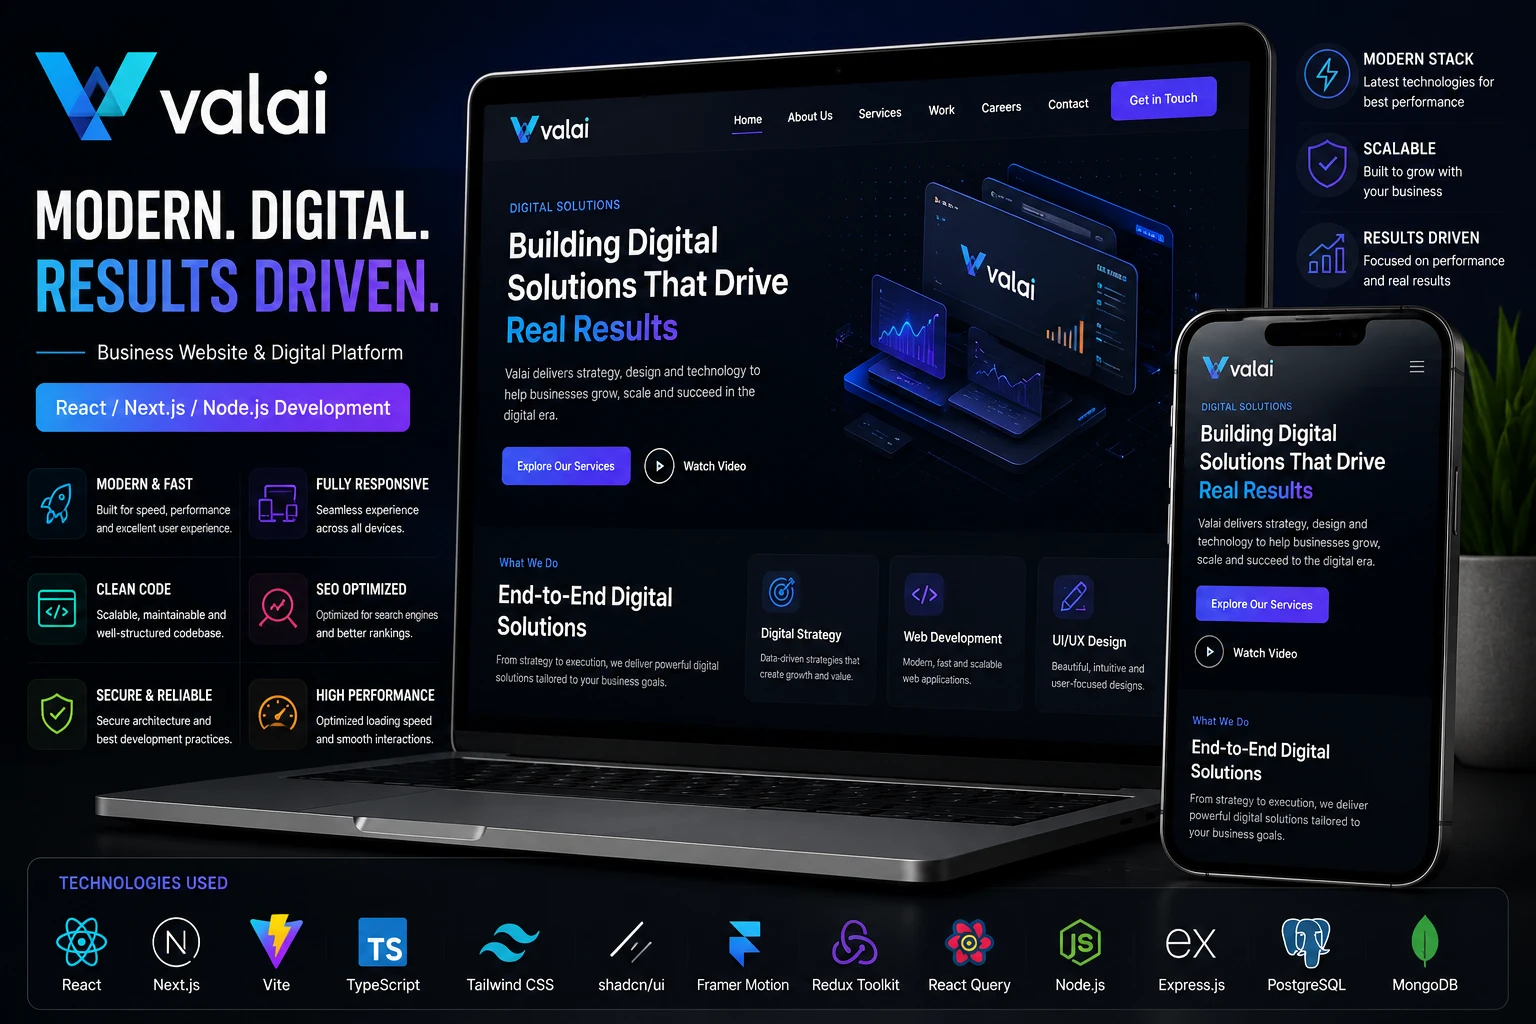 valai
MODERN. DIGITAL.
RESULTS DRIVEN.
Business Website & Digital Platform
React / Next.js / Node.js Development
MODERN & FAST
Built for speed, performance
and excellent user experience.
FULLY RESPONSIVE
Seamless experience
across all devices.
CLEAN CODE
Scalable, maintainable and
well-structured codebase.
SEO OPTIMIZED
Optimized for search engines
and better rankings.
SECURE & RELIABLE
Secure architecture and
best development practices.
HIGH PERFORMANCE
Optimized loading speed
and smooth interactions.
valai
Home
About Us
Services
Work
Careers
Contact
Get in Touch
DIGITAL SOLUTIONS
Building Digital
Solutions That Drive
Real Results
Valai delivers strategy, design and technology to
help businesses grow, scale and succeed in the
digital era.
Explore Our Services
Watch Video
valai
What We Do
End-to-End Digital
Solutions
From strategy to execution, we deliver powerful digital
solutions tailored to your business goals.
Digital Strategy
Data-driven strategies that
create growth and value.
Web Development
Modern, fast and scalable
web applications.
UI/UX Design
Beautiful, intuitive and
user-focused designs.
MODERN STACK
Latest technologies for
best performance
SCALABLE
Built to grow with
your business
RESULTS DRIVEN
Focused on performance
and real results
valai
DIGITAL SOLUTIONS
Building Digital
Solutions That Drive
Real Results
Valai delivers strategy, design and
technology to help businesses grow,
scale and succeed to the digital era.
Explore Our Services
Watch Video
What We Do
End-to-End Digital
Solutions
From strategy to execution, we deliver
powerful digital solutions tailored to
your business goals.
TECHNOLOGIES USED
React
N
Next.js
Vite
TS
TypeScript
Tailwind CSS
shadcn/ui
Framer Motion
Redux Toolkit
React Query
JS
Node.js
ex
Express.js
PostgreSQL
MongoDB